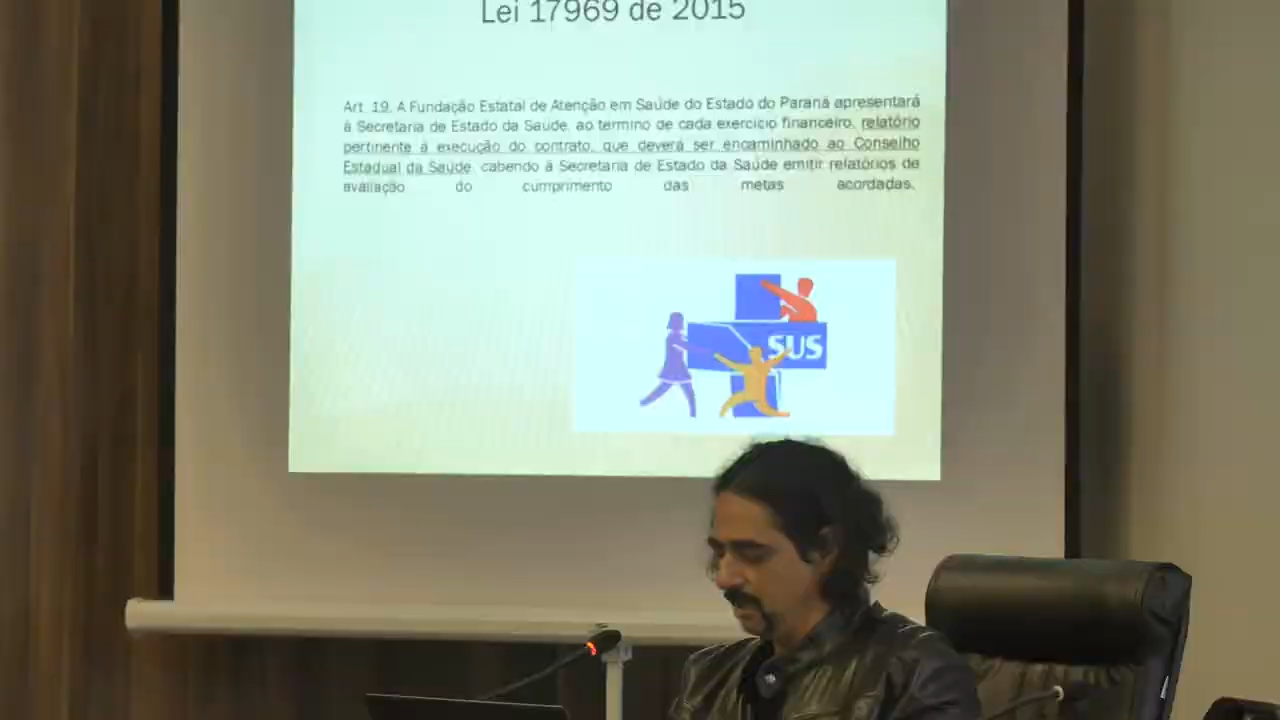 Lei 17969 de 2015
Art. 19. A Fundação Estatal de Atenção em Saúde do Estado do Paraná apresentará
à Secretaria de Estado da Saúde, ao termino de cada exercício financeiro, relatório
pertinente à execução do contrato, que deverá ser encaminhado ao Conselho
Estadual da Saúde, cabendo à Secretaria de Estado da Saúde emitir relatórios de
avaliação do cumprimento das metas acordadas.
SUS